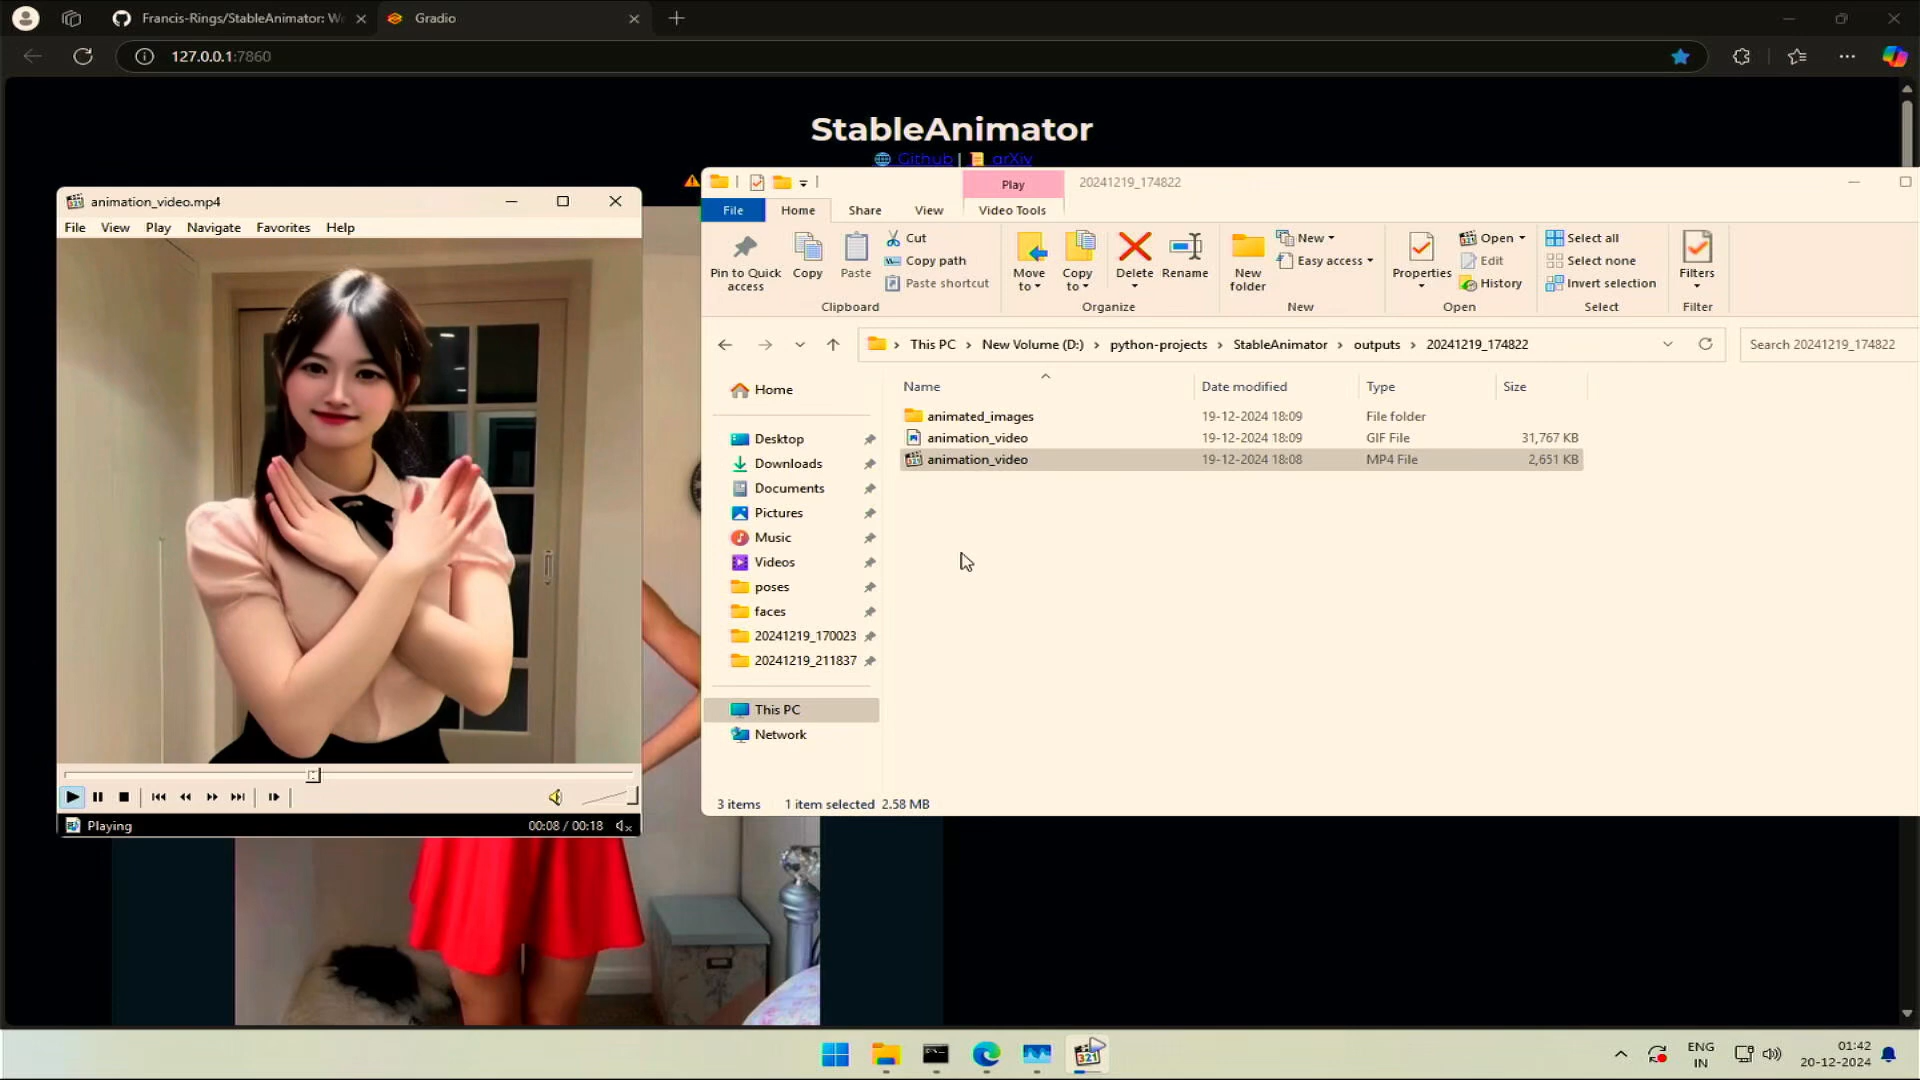 Francis-Rings/StableAnimator: We
Gradio
127.0.0.1:7860
StableAnimator
Github | arXiv
animation_video.mp4
File View Play Navigate Favorites Help
Playing
00:08 / 00:18
Play
20241219_174822
File Home Share View Video Tools
Pin to Quick access
Copy
Paste
Cut
Copy path
Paste shortcut
Clipboard
Move to
Copy to
Delete
Rename
Organize
New folder
New
Easy access
New
Properties
Open
Edit
History
Open
Select all
Select none
Invert selection
Select
Filters
Filter
This PC > New Volume (D:) > python-projects > StableAnimator > outputs > 20241219_174822
Search 20241219_174822
Name Date modified Type Size
animated_images 19-12-2024 18:09 File folder
animation_video 19-12-2024 18:09 GIF File 31,767 KB
animation_video 19-12-2024 18:08 MP4 File 2,651 KB
Home
Desktop
Downloads
Documents
Pictures
Music
Videos
poses
faces
20241219_170023
20241219_211837
This PC
Network
3 items 1 item selected 2.58 MB
321
ENG
IN
01:42
20-12-2024